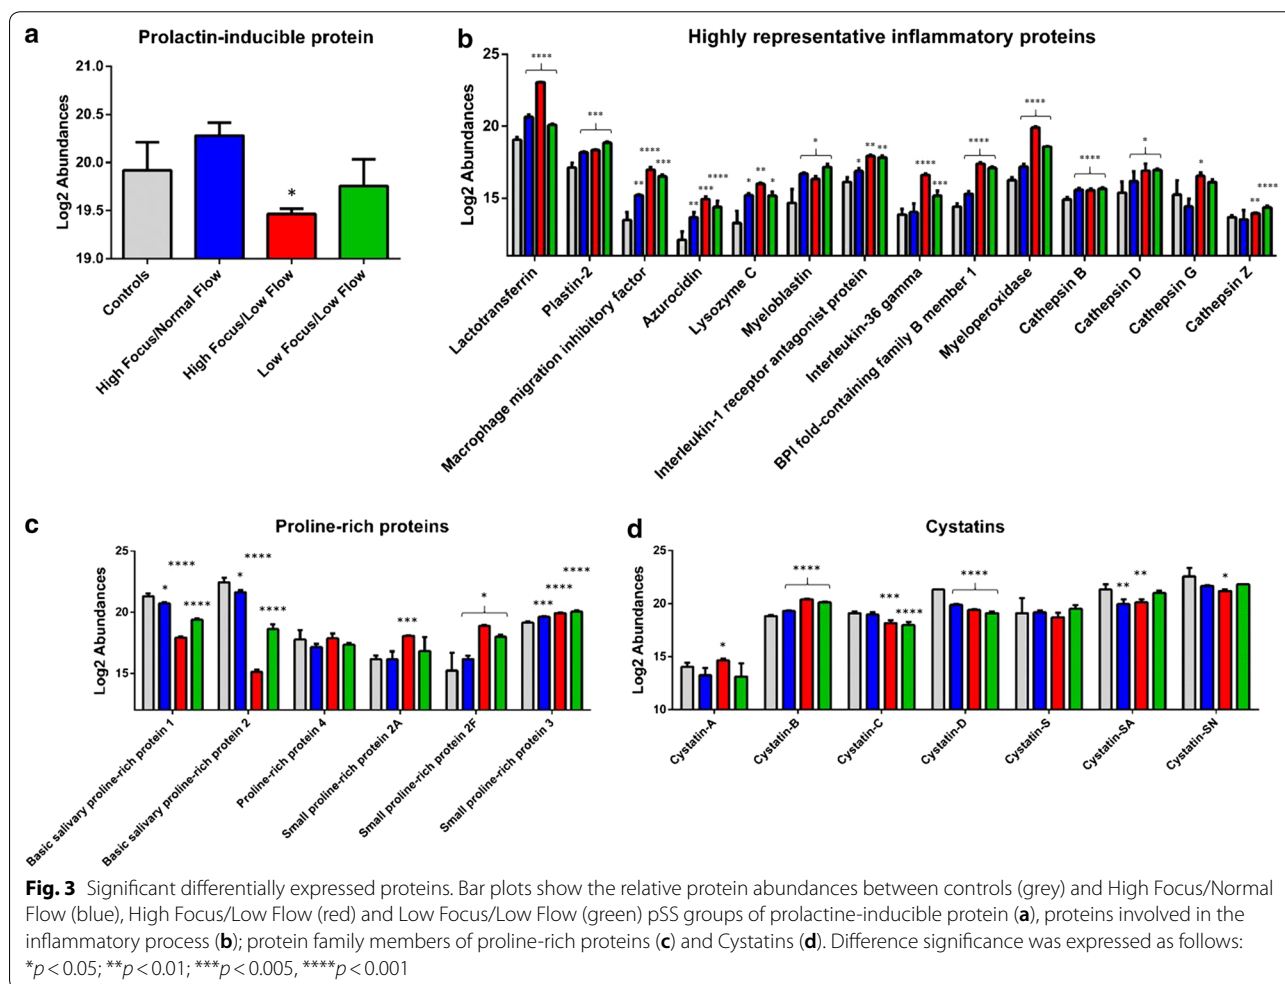 a
Prolactin-inducible protein
Log2 Abundances
21.0
20.5
20.0
19.5
19.0
*
Controls
High Focus/Normal Flow
High Focus/Low Flow
Low Focus/Low Flow
b
Highly representative inflammatory proteins
Log2 Abundances
25
20
15
****
***
**
****
***
**
***
****
*
**
*
*
*
**
**
****
***
****
****
****
*
*
**
****
Lactotransferrin
Plastin-2
Macrophage migration inhibitory factor
Azurocidin
Lysozyme C
Myeloblastin
Interleukin-1 receptor antagonist protein
Interleukin-36 gamma
BPI fold-containing family B member 1
Myeloperoxidase
Cathepsin B
Cathepsin D
Cathepsin G
Cathepsin Z
c
Proline-rich proteins
Log2 Abundances
25
20
15
*
****
****
*
****
****
***
*
***
****
****
Basic salivary proline-rich protein 1
Basic salivary proline-rich protein 2
Proline-rich protein 4
Small proline-rich protein 2A
Small proline-rich protein 2F
Small proline-rich protein 3
d
Cystatins
Log2 Abundances
25
20
15
10
*
****
***
****
****
**
**
*
Cystatin-A
Cystatin-B
Cystatin-C
Cystatin-D
Cystatin-S
Cystatin-SA
Cystatin-SN
Fig. 3 Significant differentially expressed proteins. Bar plots show the relative protein abundances between controls (grey) and High Focus/Normal
Flow (blue), High Focus/Low Flow (red) and Low Focus/Low Flow (green) pSS groups of prolactine-inducible protein (a), proteins involved in the
inflammatory process (b); protein family members of proline-rich proteins (c) and Cystatins (d). Difference significance was expressed as follows:
*p < 0.05; **p < 0.01; ***p < 0.005, ****p < 0.001